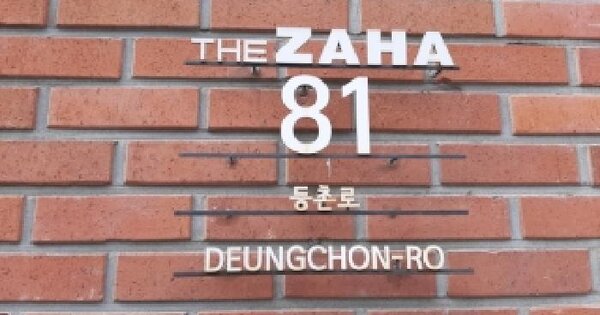 THE ZAHA
81
등촌로
DEUNGCHON-RO